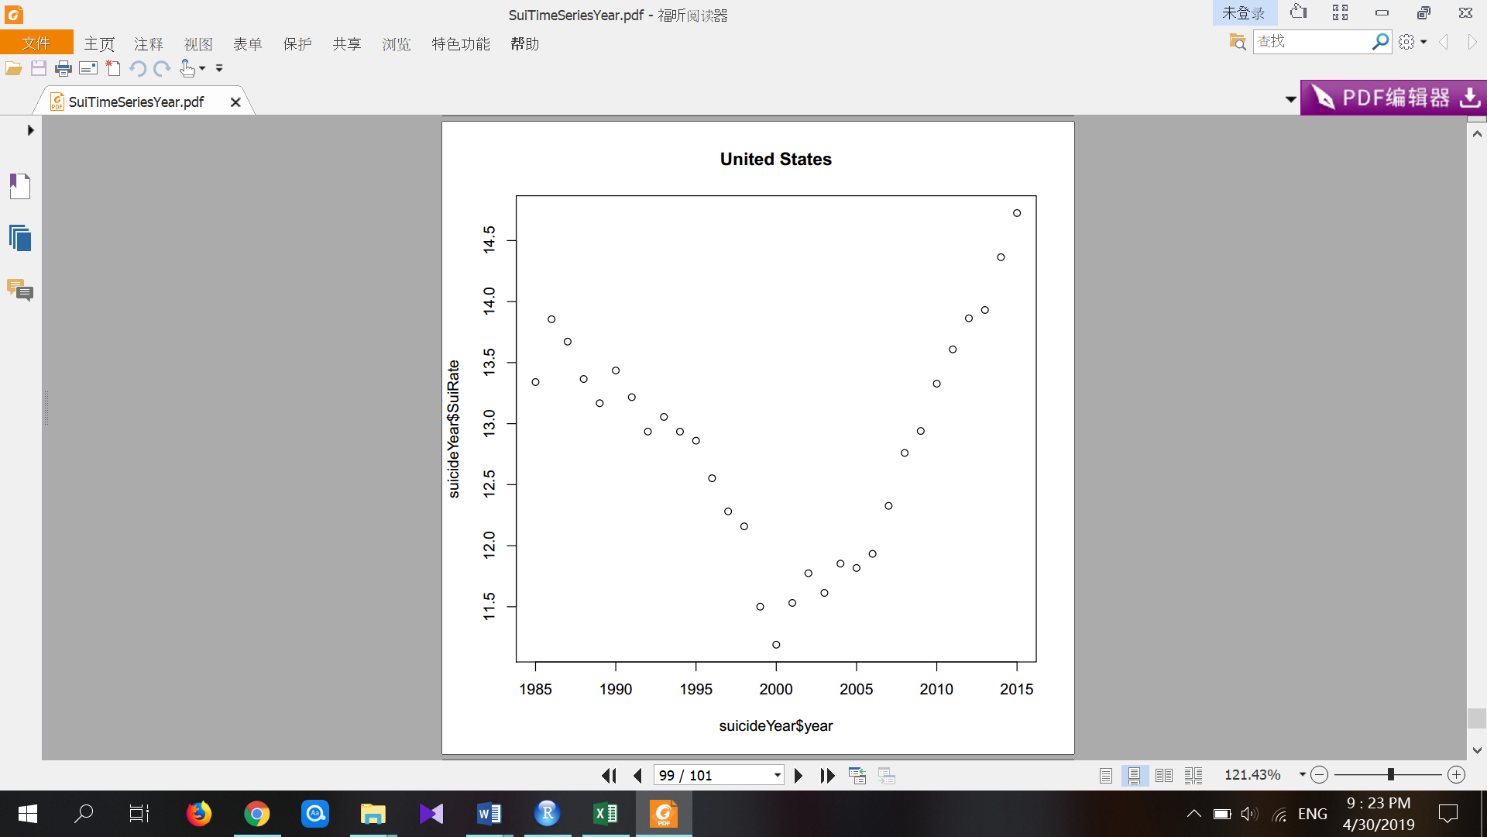 SuiTimeSeriesYear.pdf - 福昕阅读器
未登录
文件 主页 注释 视图 表单 保护 共享 浏览 特色功能 帮助
查找
SuiTimeSeriesYear.pdf
PDF编辑器
United States
14.5
14.0
13.5
13.0
12.5
12.0
11.5
suicideYear$SuiRate
1985 1990 1995 2000 2005 2010 2015
suicideYear$year
99 / 101
121.43%
ENG
9 : 23 PM
4/30/2019